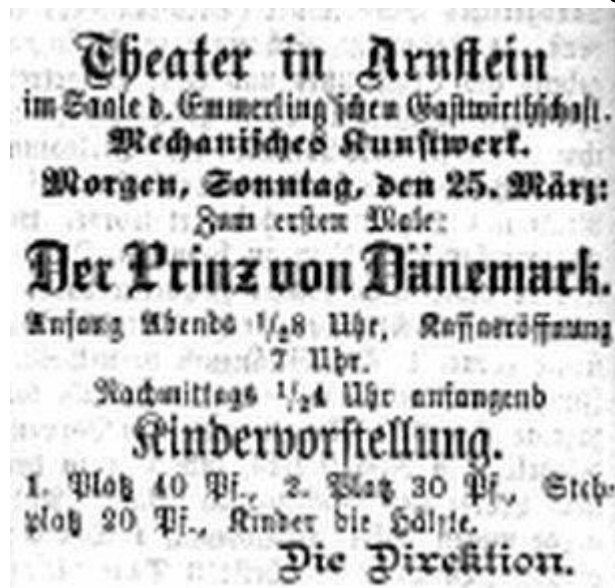 Theater in Arnstein
im Saale d. Emmerling'schen Gastwirthschaft.
Mechanisches Kunstwerk.
Morgen, Sonntag, den 25. März:
Zum ersten Male:
Der Prinz von Dänemark.
Anfang Abends 1/28 Uhr, Kassaeröffnung
7 Uhr.
Nachmittags 1/24 Uhr anfangend
Kindervorstellung.
1. Platz 40 Pf., 2. Platz 30 Pf., Steh-
platz 20 Pf., Kinder die Hälfte.
Die Direktion.